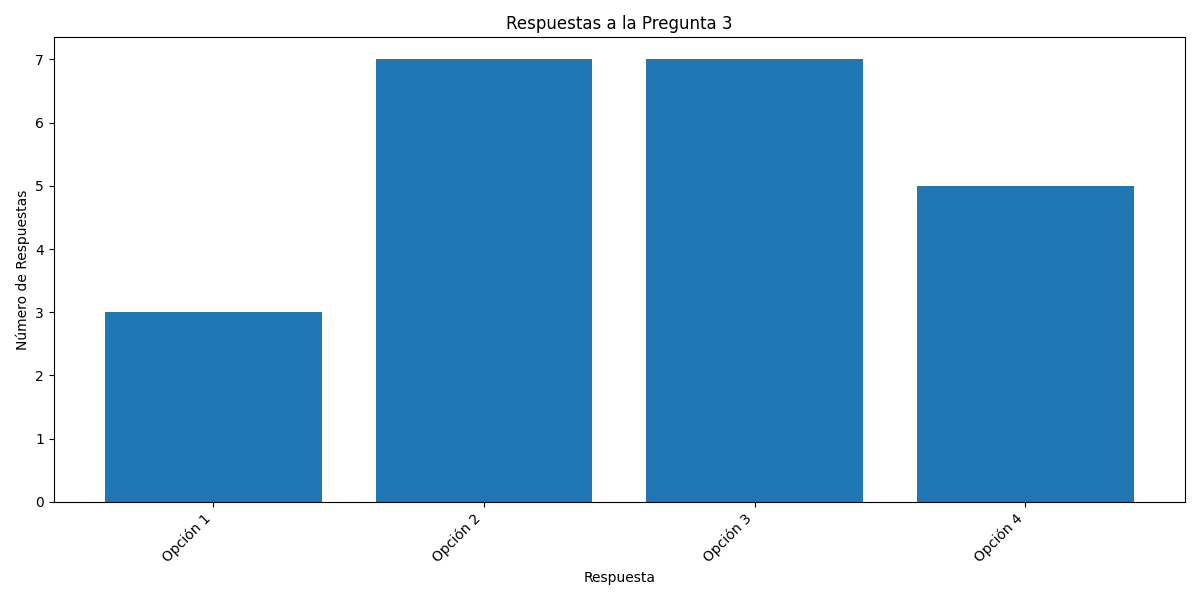 Respuestas a la Pregunta 3
Número de Respuestas
7
6
5
4
3
2
1
0
Opción 1
Opción 2
Opción 3
Opción 4
Respuesta